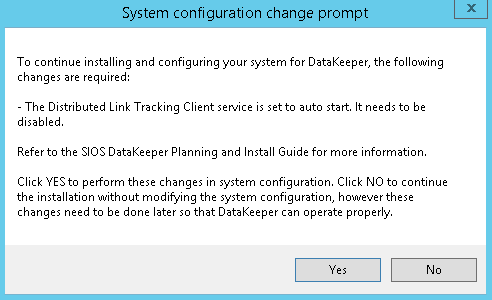 System configuration change prompt
x
To continue installing and configuring your system for DataKeeper, the following
changes are required:
- The Distributed Link Tracking Client service is set to auto start. It needs to be
disabled.
Refer to the SIOS DataKeeper Planning and Install Guide for more information.
Click YES to perform these changes in system configuration. Click NO to continue
the installation without modifying the system configuration, however these
changes need to be done later so that DataKeeper can operate properly.
Yes
No